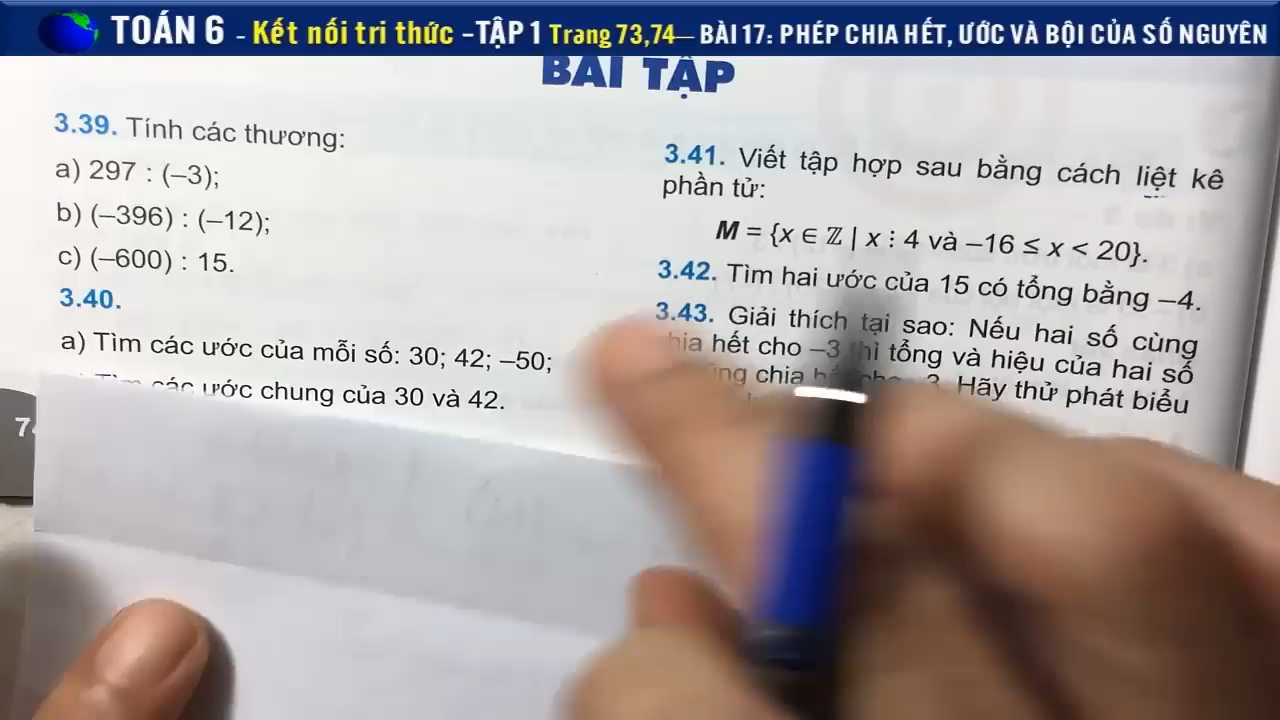 TOÁN 6 - Kết nối tri thức -TẬP 1 Trang 73,74— BÀI 17: PHÉP CHIA HẾT, ƯỚC VÀ BỘI CỦA SỐ NGUYÊN
BÀI TẬP
3.39. Tính các thương:
a) 297 : (–3);
b) (–396) : (–12);
c) (–600) : 15.
3.40.
a) Tìm các ước của mỗi số: 30; 42; –50;
các ước chung của 30 và 42.
3.41. Viết tập hợp sau bằng cách liệt kê
phần tử:
M = {x ∈ ℤ | x ⋮ 4 và –16 ≤ x < 20}.
3.42. Tìm hai ước của 15 có tổng bằng –4.
3.43. Giải thích tại sao: Nếu hai số cùng
hết cho –3 thì tổng và hiệu của hai số
chia 3. Hãy thử phát biểu